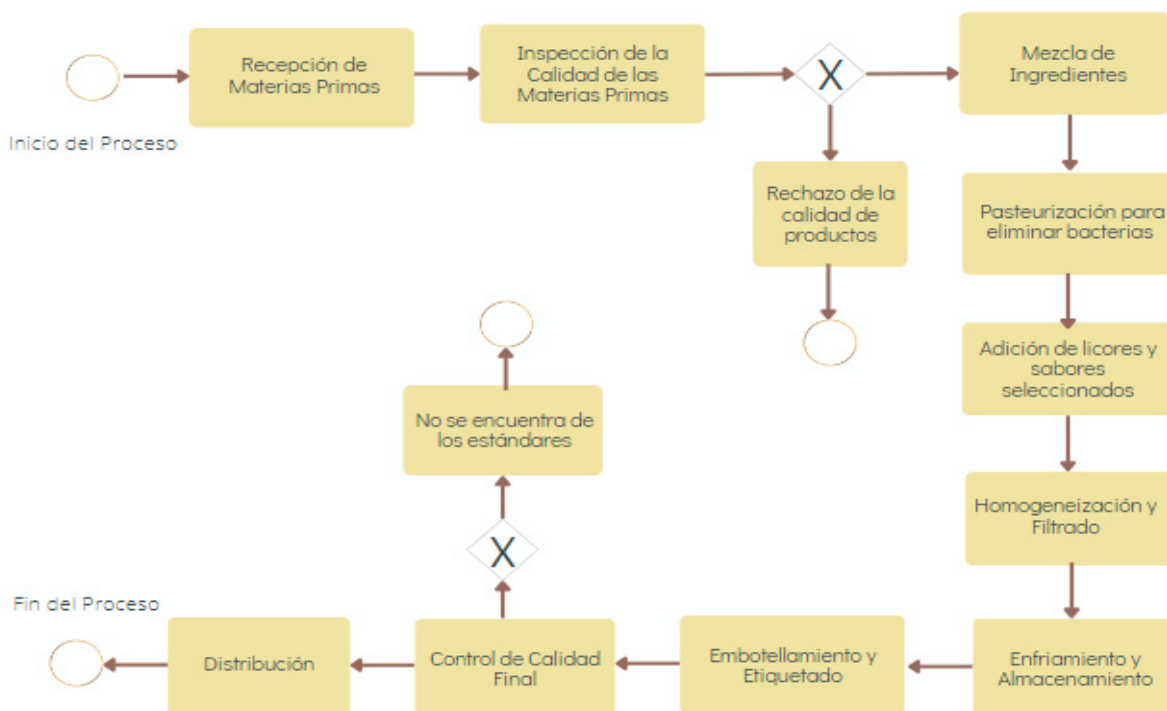 Recepción de
Materias Primas
Inspección de la
Calidad de las
Materias Primas
X
Mezcla de
Ingredientes
Inicio del Proceso
Rechazo de la
calidad de
productos
Pasteurización para
eliminar bacterias
Adición de licores y
sabores
seleccionados
No se encuentra de
los estándares
Homogeneización y
Filtrado
X
Fin del Proceso
Distribución
Control de Calidad
Final
Embotellamiento y
Etiquetado
Enfriamiento y
Almacenamiento